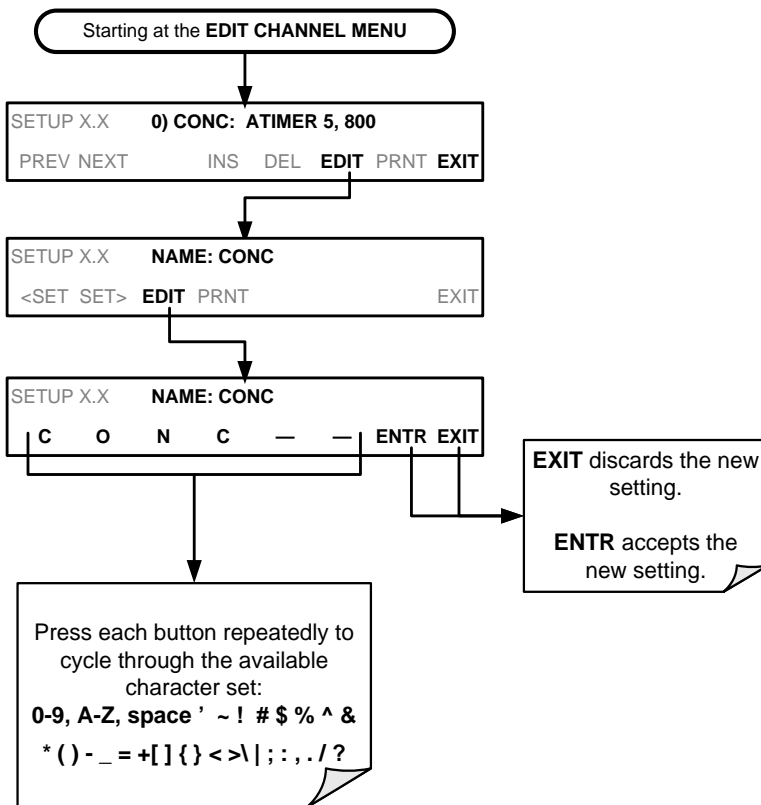 Starting at the EDIT CHANNEL MENU
SETUP X.X 0) CONC: ATIMER 5, 800
PREV NEXT INS DEL EDIT PRNT EXIT
SETUP X.X NAME: CONC
<SET SET> EDIT PRNT EXIT
SETUP X.X NAME: CONC
C O N C — — ENTR EXIT
EXIT discards the new
setting.
ENTR accepts the
new setting.
Press each button repeatedly to
cycle through the available
character set:
0-9, A-Z, space ’ ~ ! # $ % ^ &
* ( ) - _ = +[ ] { } < >\ | ; : , . / ?